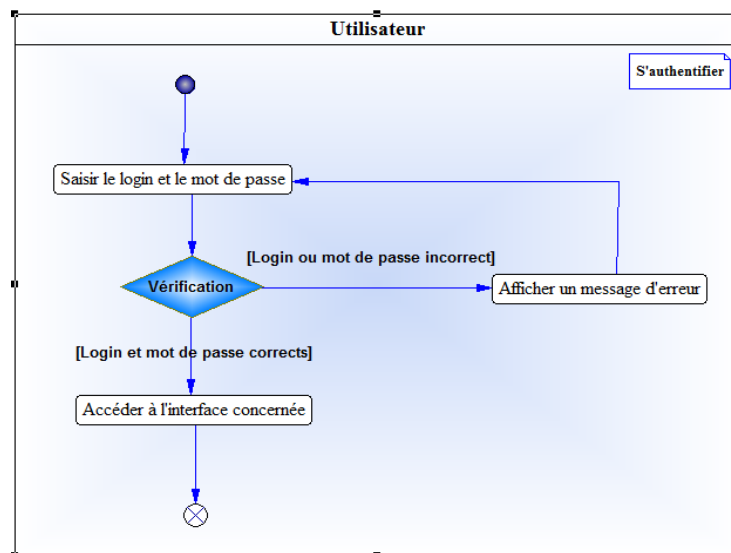 Utilisateur
S'authentifier
Saisir le login et le mot de passe
[Login ou mot de passe incorrect]
Vérification
Afficher un message d'erreur
[Login et mot de passe corrects]
Accéder à l'interface concernée